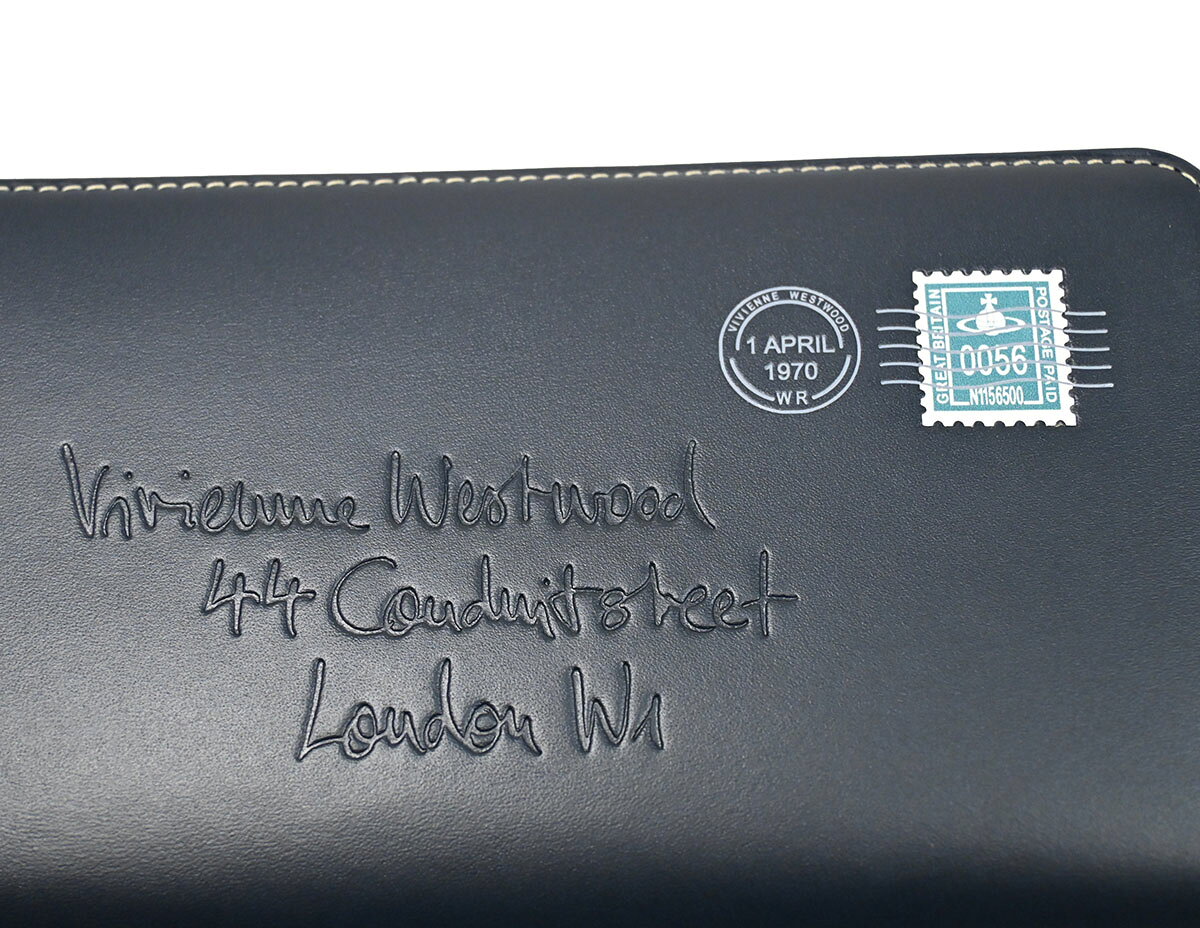 VIVIENNE WESTWOOD
1 APRIL
1970
WR
GREAT BRITAIN
POSTAGE PAID
0056
N1156500
Vivienne Westwood
44 Conduit street
London W1